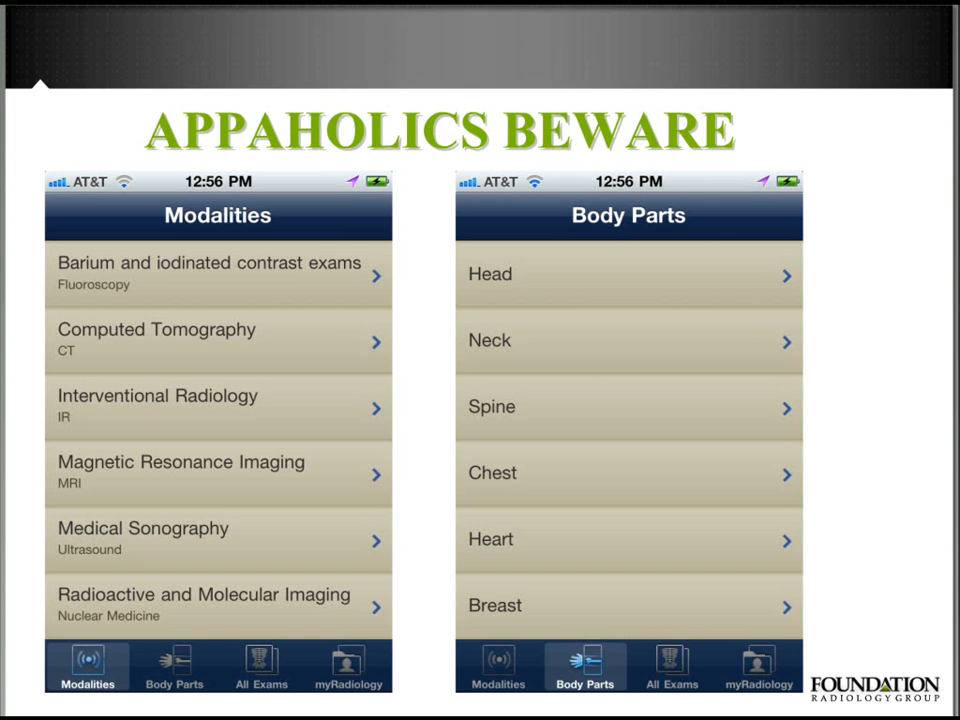 APPAHOLICS BEWARE
AT&T 12:56 PM
Modalities
Barium and iodinated contrast exams
Fluoroscopy
Computed Tomography
CT
Interventional Radiology
IR
Magnetic Resonance Imaging
MRI
Medical Sonography
Ultrasound
Radioactive and Molecular Imaging
Nuclear Medicine
Modalities Body Parts All Exams myRadiology
AT&T 12:56 PM
Body Parts
Head
Neck
Spine
Chest
Heart
Breast
Modalities Body Parts All Exams myRadiology
FOUNDATION
RADIOLOGY GROUP